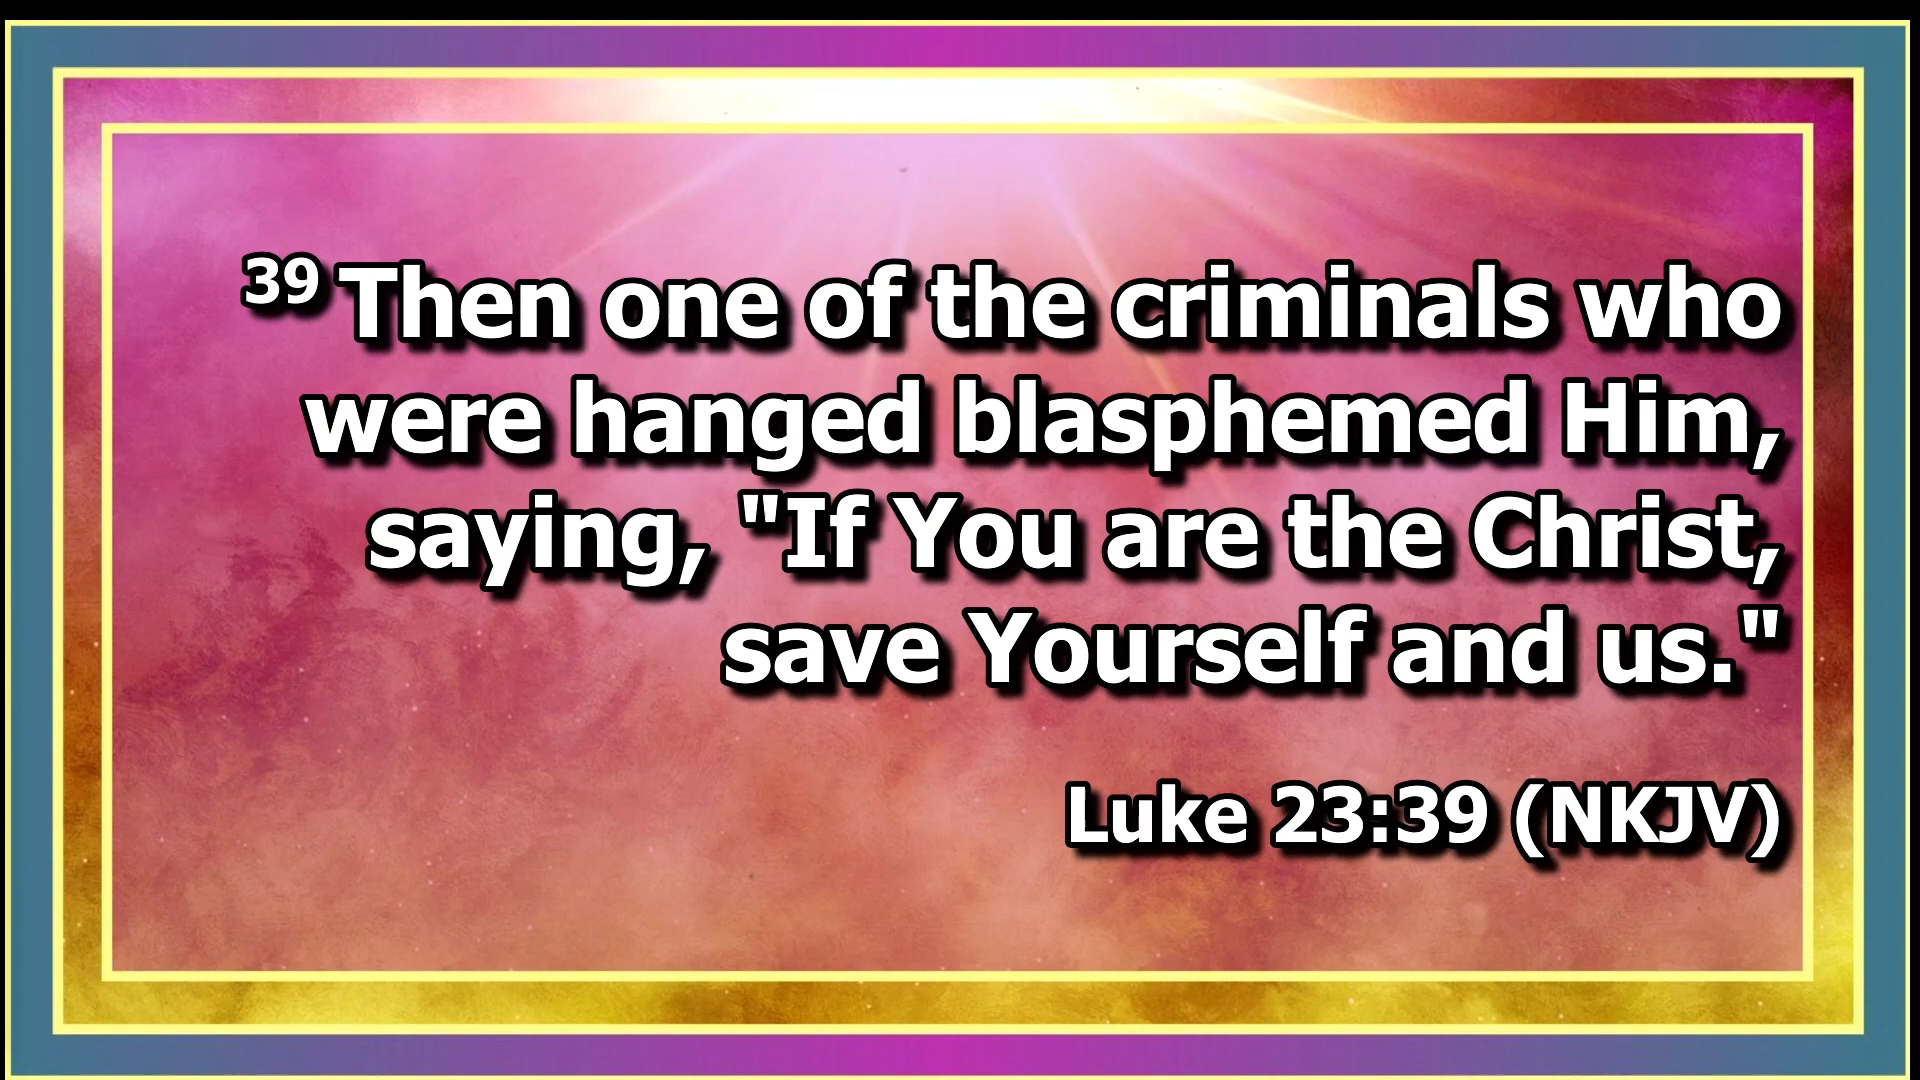 39 Then one of the criminals who
were hanged blasphemed Him,
saying, "If You are the Christ,
save Yourself and us."
Luke 23:39 (NKJV)